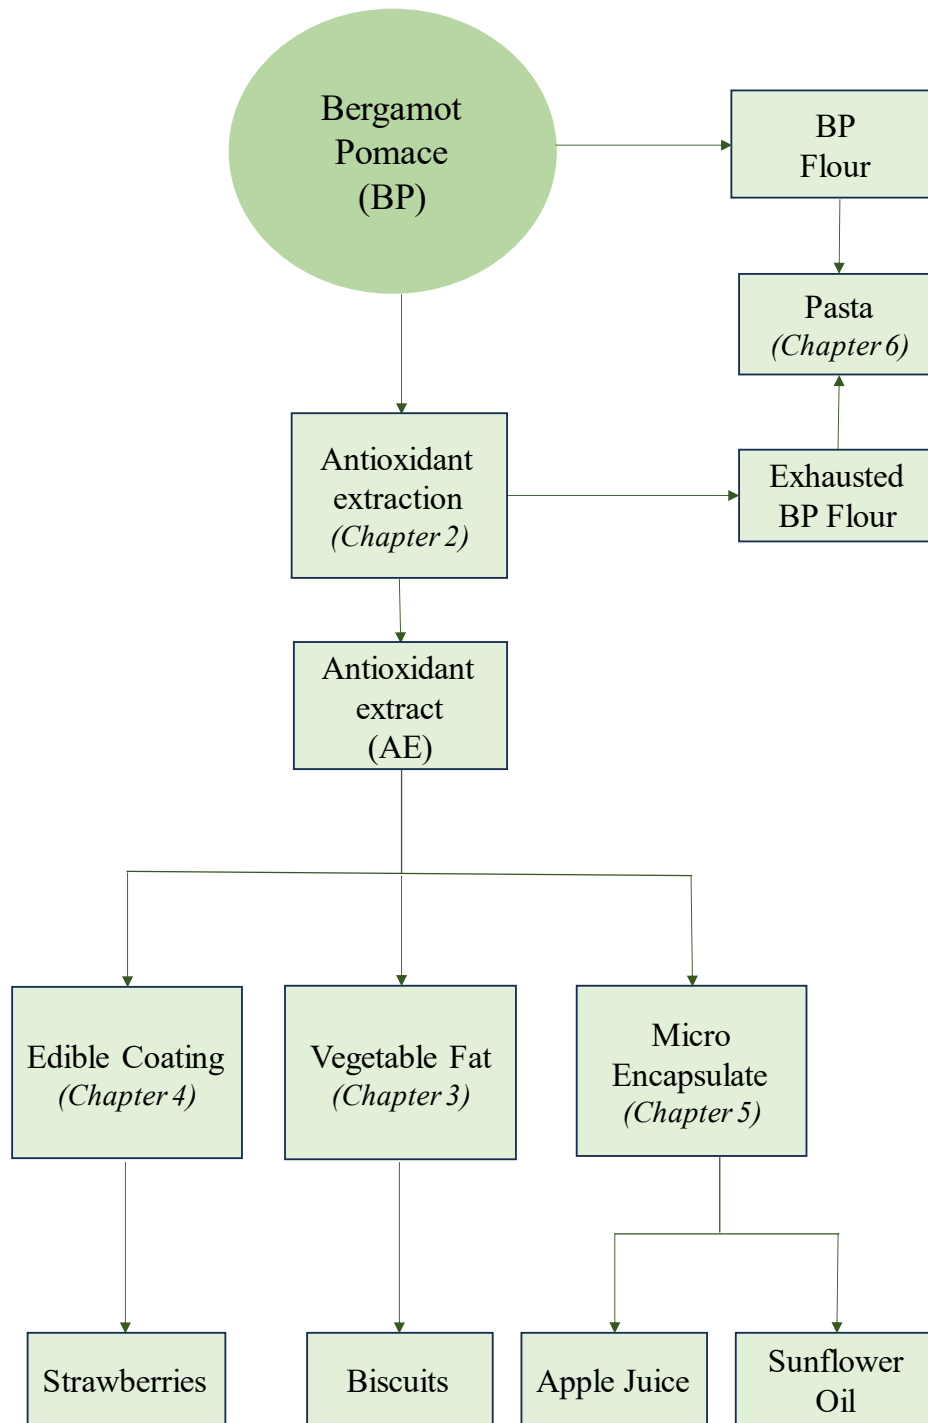 Bergamot
Pomace
(BP)
BP
Flour
Pasta
(Chapter 6)
Antioxidant
extraction
(Chapter 2)
Exhausted
BP Flour
Antioxidant
extract
(AE)
Edible Coating
(Chapter 4)
Vegetable Fat
(Chapter 3)
Micro
Encapsulate
(Chapter 5)
Strawberries
Biscuits
Apple Juice
Sunflower
Oil